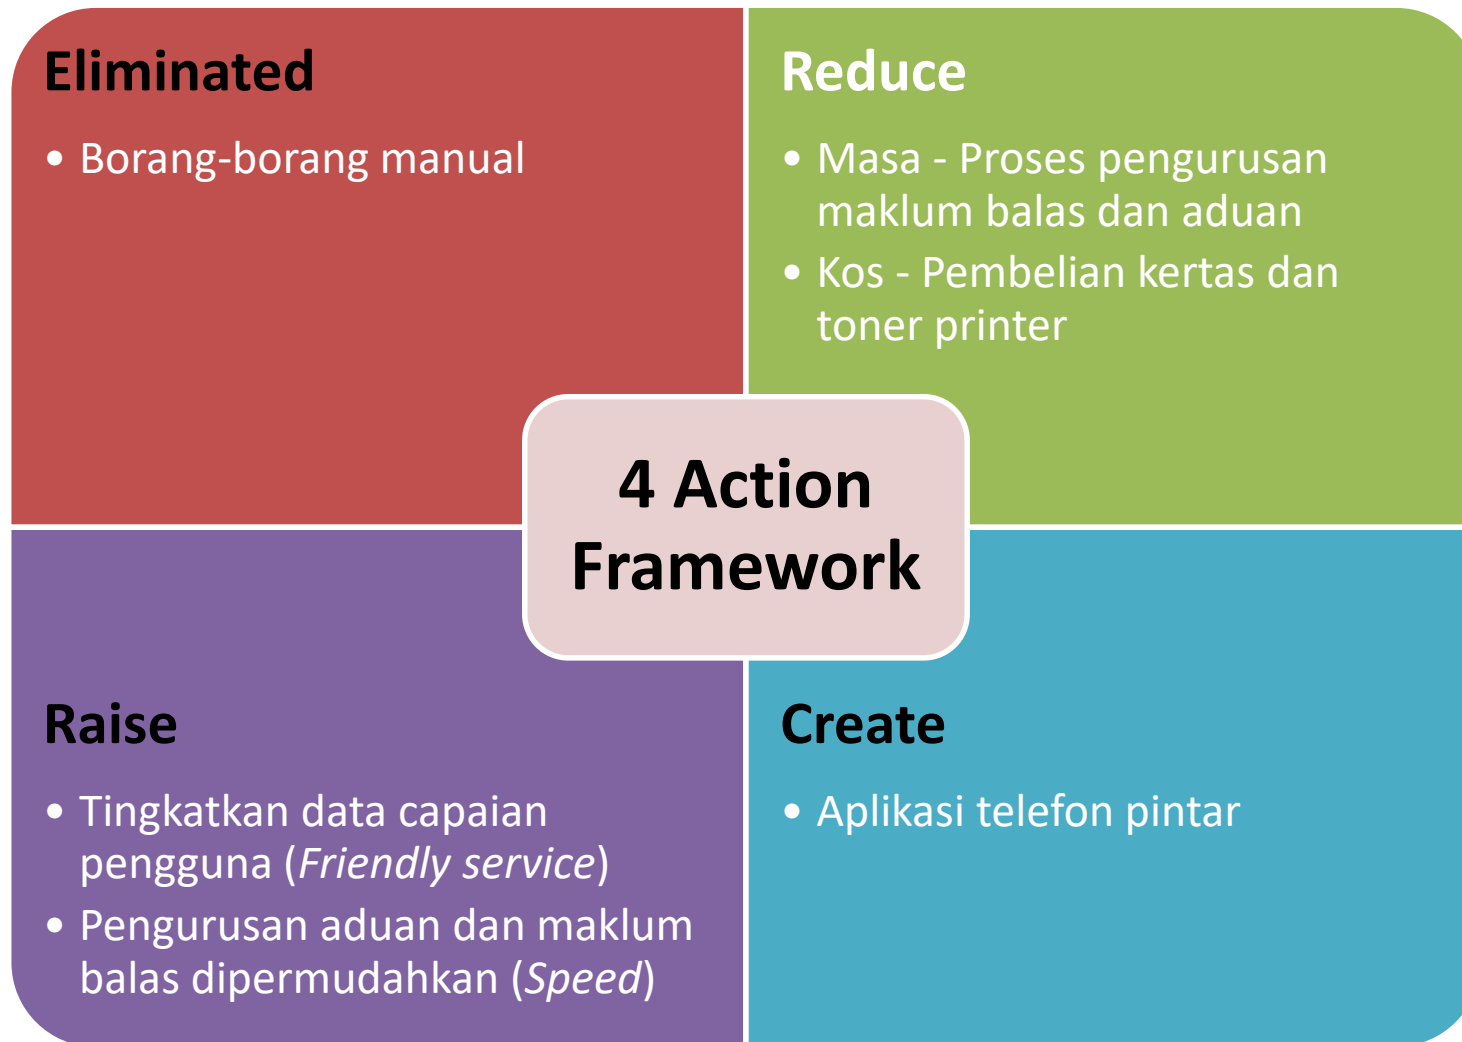 Eliminated
• Borang-borang manual
Reduce
• Masa - Proses pengurusan
maklum balas dan aduan
• Kos - Pembelian kertas dan
toner printer
4 Action
Framework
Raise
• Tingkatkan data capaian
pengguna (Friendly service)
• Pengurusan aduan dan maklum
balas dipermudahkan (Speed)
Create
• Aplikasi telefon pintar